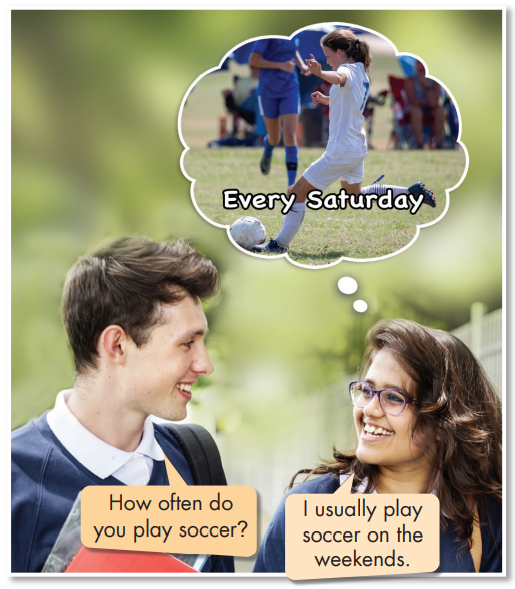 Every Saturday
How often do
you play soccer?
I usually play
soccer on the
weekends.